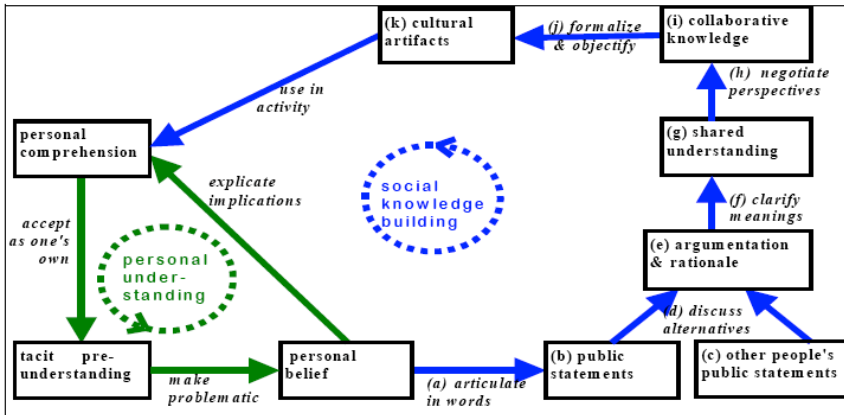 (k) cultural
artifacts
(j) formalize
& objectify
(i) collaborative
knowledge
(h) negotiate
perspectives
use in
activity
personal
comprehension
(g) shared
understanding
explicate
implications
social
knowledge
building
(f) clarify
meanings
accept
as one's
own
personal
under-
standing
(e) argumentation
& rationale
(d) discuss
alternatives
tacit pre-
understanding
make
problematic
personal
belief
(a) articulate
in words
(b) public
statements
(c) other people's
public statements